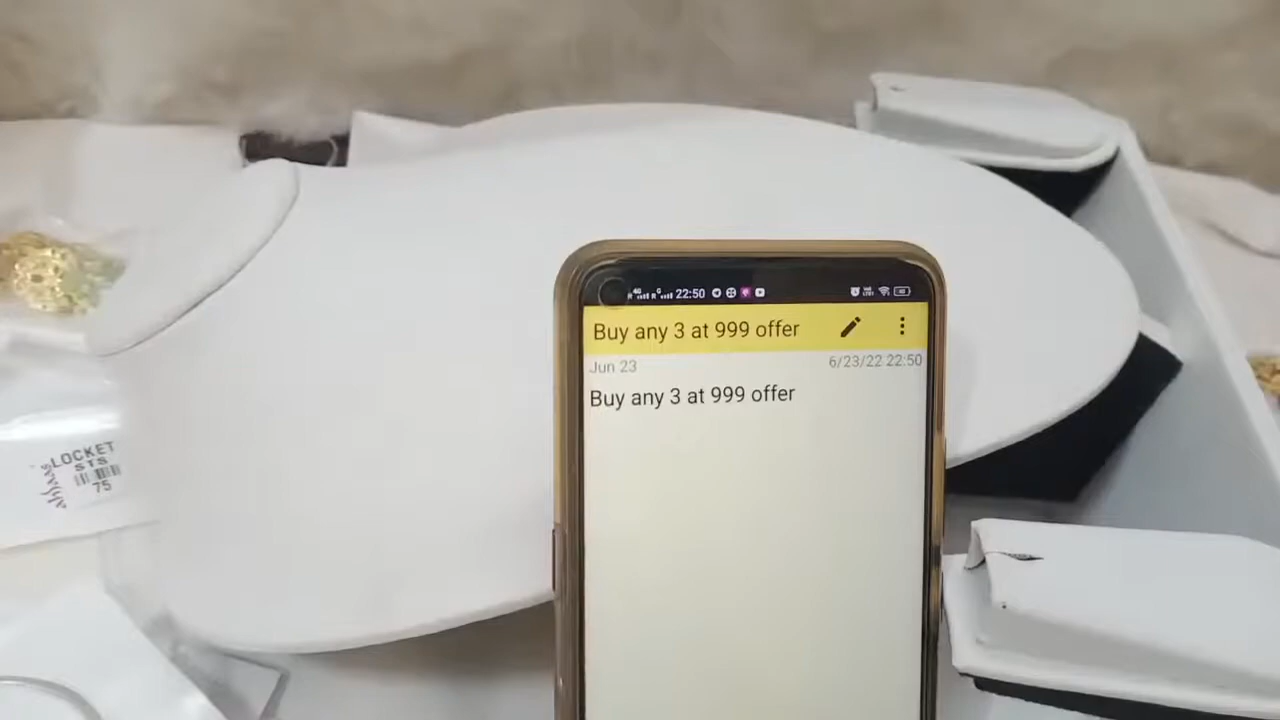 22:50
Buy any 3 at 999 offer
Jun 23
6/23/22 22:50
Buy any 3 at 999 offer
LOCKET
STS
75